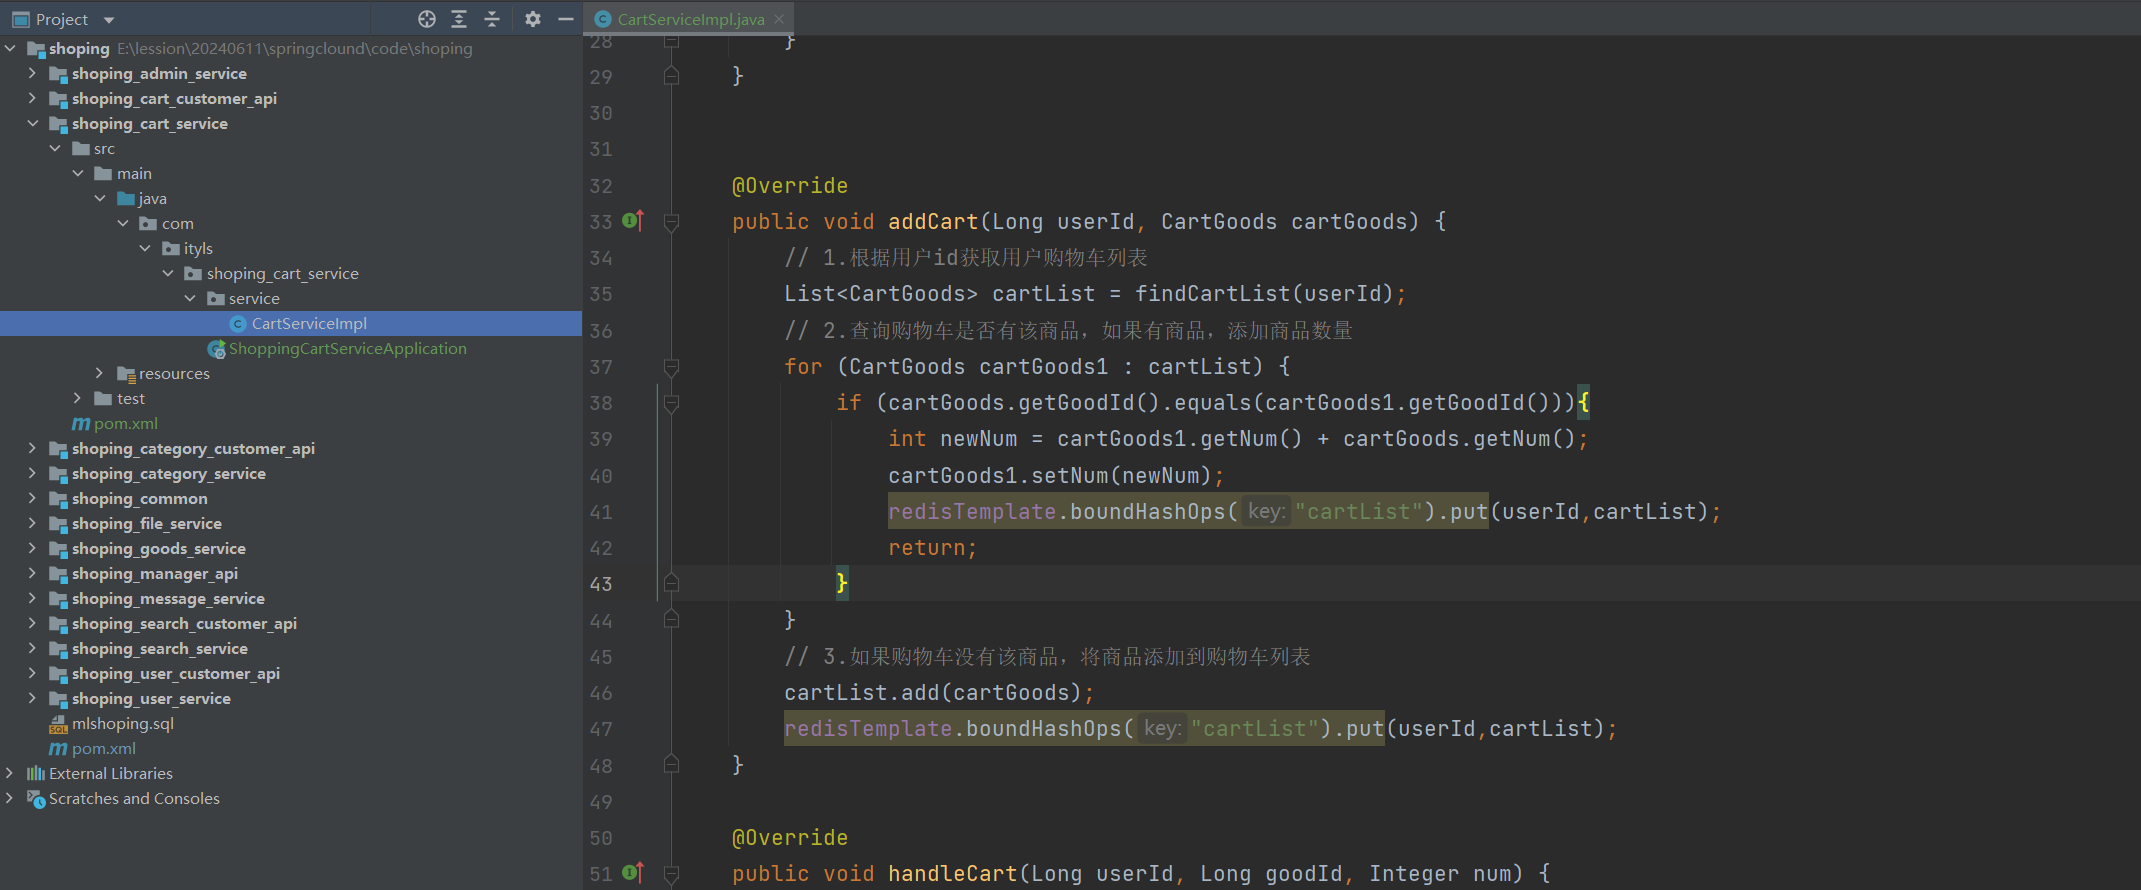 Project
shoping E:\lession\20240611\springclound\code\shoping
shoping_admin_service
shoping_cart_customer_api
shoping_cart_service
src
main
java
com
ityls
shoping_cart_service
service
CartServiceImpl
ShoppingCartServiceApplication
resources
test
pom.xml
shoping_category_customer_api
shoping_category_service
shoping_common
shoping_file_service
shoping_goods_service
shoping_manager_api
shoping_message_service
shoping_search_customer_api
shoping_search_service
shoping_user_customer_api
shoping_user_service
mlshoping.sql
pom.xml
External Libraries
Scratches and Consoles
CartServiceImpl.java
28 }
29 }
30
31
32 @Override
33 public void addCart(Long userId, CartGoods cartGoods) {
34 // 1.根据用户id获取用户购物车列表
35 List<CartGoods> cartList = findCartList(userId);
36 // 2.查询购物车是否有该商品，如果有商品，添加商品数量
37 for (CartGoods cartGoods1 : cartList) {
38 if (cartGoods.getGoodId().equals(cartGoods1.getGoodId())){
39 int newNum = cartGoods1.getNum() + cartGoods.getNum();
40 cartGoods1.setNum(newNum);
41 redisTemplate.boundHashOps( key: "cartList").put(userId,cartList);
42 return;
43 }
44 }
45 // 3.如果购物车没有该商品，将商品添加到购物车列表
46 cartList.add(cartGoods);
47 redisTemplate.boundHashOps( key: "cartList").put(userId,cartList);
48 }
49
50 @Override
51 public void handleCart(Long userId, Long goodId, Integer num) {